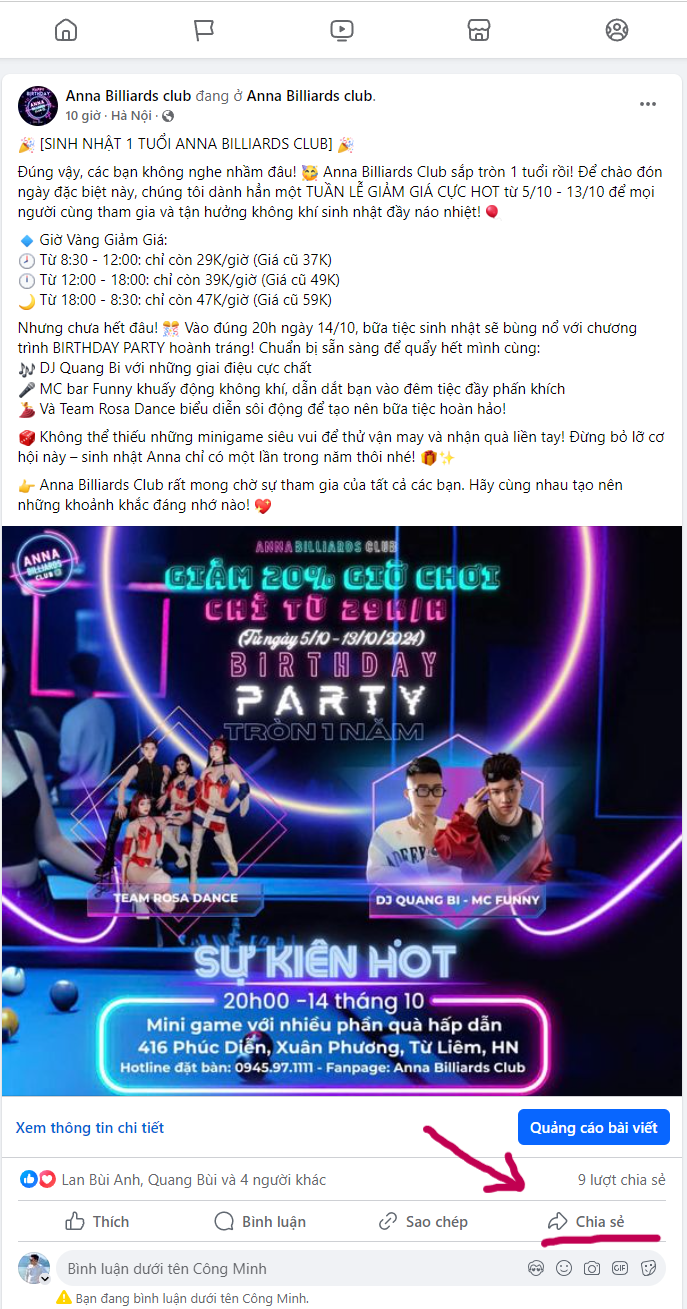 Anna Billiards club đang ở Anna Billiards club.
10 giờ · Hà Nội ·
[SINH NHẬT 1 TUỔI ANNA BILLIARDS CLUB]
Đúng vậy, các bạn không nghe nhầm đâu! 🥰 Anna Billiards Club sắp tròn 1 tuổi rồi! Để chào đón
ngày đặc biệt này, chúng tôi dành hẳn một TUẦN LỄ GIẢM GIÁ CỰC HOT từ 5/10 - 13/10 để mọi
người cùng tham gia và tận hưởng không khí sinh nhật đầy náo nhiệt! 🎈
🔹 Giờ Vàng Giảm Giá:
🕗 Từ 8:30 - 12:00: chỉ còn 29K/giờ (Giá cũ 37K)
🕛 Từ 12:00 - 18:00: chỉ còn 39K/giờ (Giá cũ 49K)
🌙 Từ 18:00 - 8:30: chỉ còn 47K/giờ (Giá cũ 59K)
Nhưng chưa hết đâu! 🎊 Vào đúng 20h ngày 14/10, bữa tiệc sinh nhật sẽ bùng nổ với chương
trình BIRTHDAY PARTY hoành tráng! Chuẩn bị sẵn sàng để quẩy hết mình cùng:
🎶 DJ Quang Bi với những giai điệu cực chất
🎤 MC bar Funny khuấy động không khí, dẫn dắt bạn vào đêm tiệc đầy phấn khích
💃 Và Team Rosa Dance biểu diễn sôi động để tạo nên bữa tiệc hoàn hảo!
🎲 Không thể thiếu những minigame siêu vui để thử vận may và nhận quà liền tay! Đừng bỏ lỡ cơ
hội này – sinh nhật Anna chỉ có một lần trong năm thôi nhé! 🎁✨
👉 Anna Billiards Club rất mong chờ sự tham gia của tất cả các bạn. Hãy cùng nhau tạo nên
những khoảnh khắc đáng nhớ nào! 💖
ANNA BILLIARDS CLUB
ANNA
BILLIARDS
CLUB
GIẢM 20% GIỜ CHƠI
CHỈ TỪ 29K/H
(Từ ngày 5/10 - 13/10/2024)
BIRTHDAY
PARTY
TRÒN 1 NĂM
TEAM ROSA DANCE
DJ QUANG BI - MC FUNNY
SỰ KIỆN HOT
20h00 -14 tháng 10
Mini game với nhiều phần quà hấp dẫn
416 Phúc Diễn, Xuân Phương, Từ Liêm, HN
Hotline đặt bàn: 0945.97.1111 - Fanpage: Anna Billiards Club
Xem thông tin chi tiết
Quảng cáo bài viết
Lan Bùi Anh, Quang Bùi và 4 người khác
9 lượt chia sẻ
Thích
Bình luận
Sao chép
Chia sẻ
Bình luận dưới tên Công Minh
GIF
Bạn đang bình luận dưới tên Công Minh.